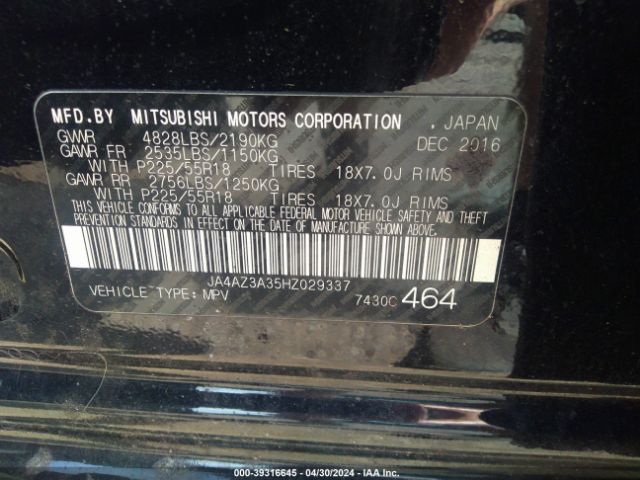 MFD.BY MITSUBISHI MOTORS CORPORATION , JAPAN
GVWR 4828LBS/2190KG DEC 2016
GAWR FR 2535LBS/1150KG
WITH P225/55R18 TIRES 18X7.0J RIMS
GAWR RR 2756LBS/1250KG
WITH P225/55R18 TIRES 18X7.0J RIMS
THIS VEHICLE CONFORMS TO ALL APPLICABLE FEDERAL MOTOR VEHICLE SAFETY AND THEFT
PREVENTION STANDARDS IN EFFECT ON THE DATE OF MANUFACTURE SHOWN ABOVE.
JA4AZ3A35HZ029337
VEHICLE TYPE: MPV 7430C 464
000-39316645 - 04/30/2024 - IAA Inc.